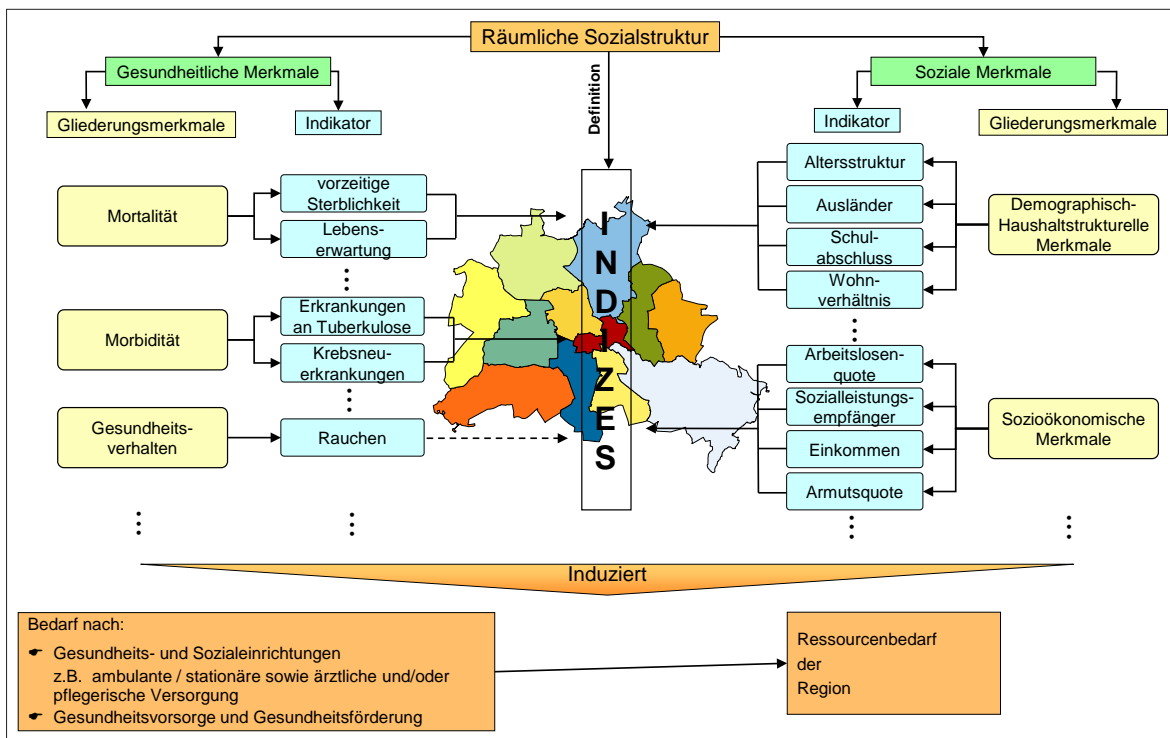 Räumliche Sozialstruktur
Gesundheitliche Merkmale
Soziale Merkmale
Definition
Gliederungsmerkmale
Indikator
Indikator
Gliederungsmerkmale
Mortalität
vorzeitige
Sterblichkeit
Lebens-
erwartung
Morbidität
Erkrankungen
an Tuberkulose
Krebsneu-
erkrankungen
Gesundheits-
verhalten
Rauchen
I
N
D
I
Z
E
S
Altersstruktur
Ausländer
Schul-
abschluss
Wohn-
verhältnis
Demographisch-
Haushaltstrukturelle
Merkmale
Arbeitslosen-
quote
Sozialleistungs-
empfänger
Einkommen
Armutsquote
Sozioökonomische
Merkmale
Induziert
Bedarf nach:
☛ Gesundheits- und Sozialeinrichtungen
z.B. ambulante / stationäre sowie ärztliche und/oder
pflegerische Versorgung
☛ Gesundheitsvorsorge und Gesundheitsförderung
Ressourcenbedarf
der
Region